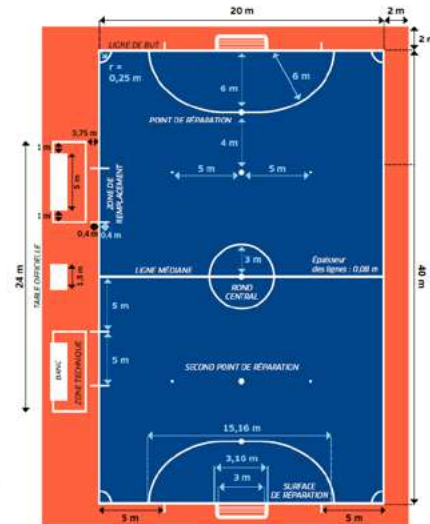 20 m
2 m
2 m
LIGNE DE BUT
r =
0,25 m
6 m
6 m
POINT DE RÉPARATION
4 m
3,75 m
5 m
5 m
5 m
ZONE DE
REMPLACEMENT
0,4 m
0,4 m
24 m
TABLE OFFICIELLE
3 m
LIGNE MÉDIANE
Épaisseur
des lignes : 0,08 m
ROND
CENTRAL
40 m
5 m
5 m
BANC
ZONE TECHNIQUE
SECOND POINT DE RÉPARATION
15,16 m
3,16 m
3 m
SURFACE
DE RÉPARATION
5 m
5 m